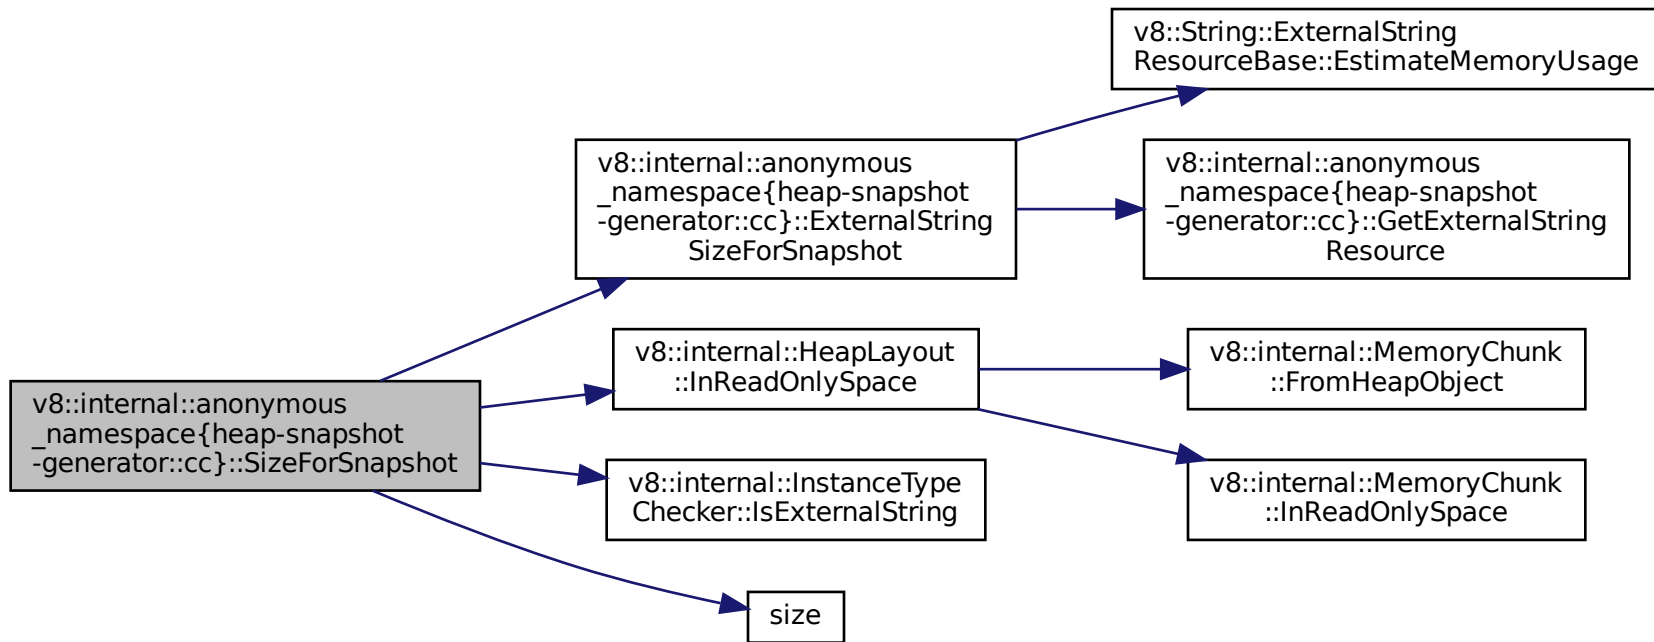 v8::String::ExternalString
ResourceBase::EstimateMemoryUsage
v8::internal::anonymous
_namespace{heap-snapshot
-generator::cc}::ExternalString
SizeForSnapshot
v8::internal::anonymous
_namespace{heap-snapshot
-generator::cc}::GetExternalString
Resource
v8::internal::HeapLayout
::InReadOnlySpace
v8::internal::MemoryChunk
::FromHeapObject
v8::internal::anonymous
_namespace{heap-snapshot
-generator::cc}::SizeForSnapshot
v8::internal::InstanceType
Checker::IsExternalString
v8::internal::MemoryChunk
::InReadOnlySpace
size